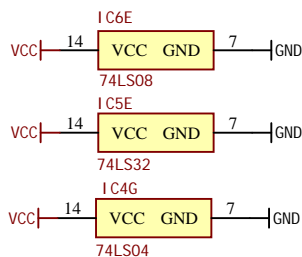 IC6E
VCC 14 VCC GND 7 GND
74LS08
IC5E
VCC 14 VCC GND 7 GND
74LS32
IC4G
VCC 14 VCC GND 7 GND
74LS04